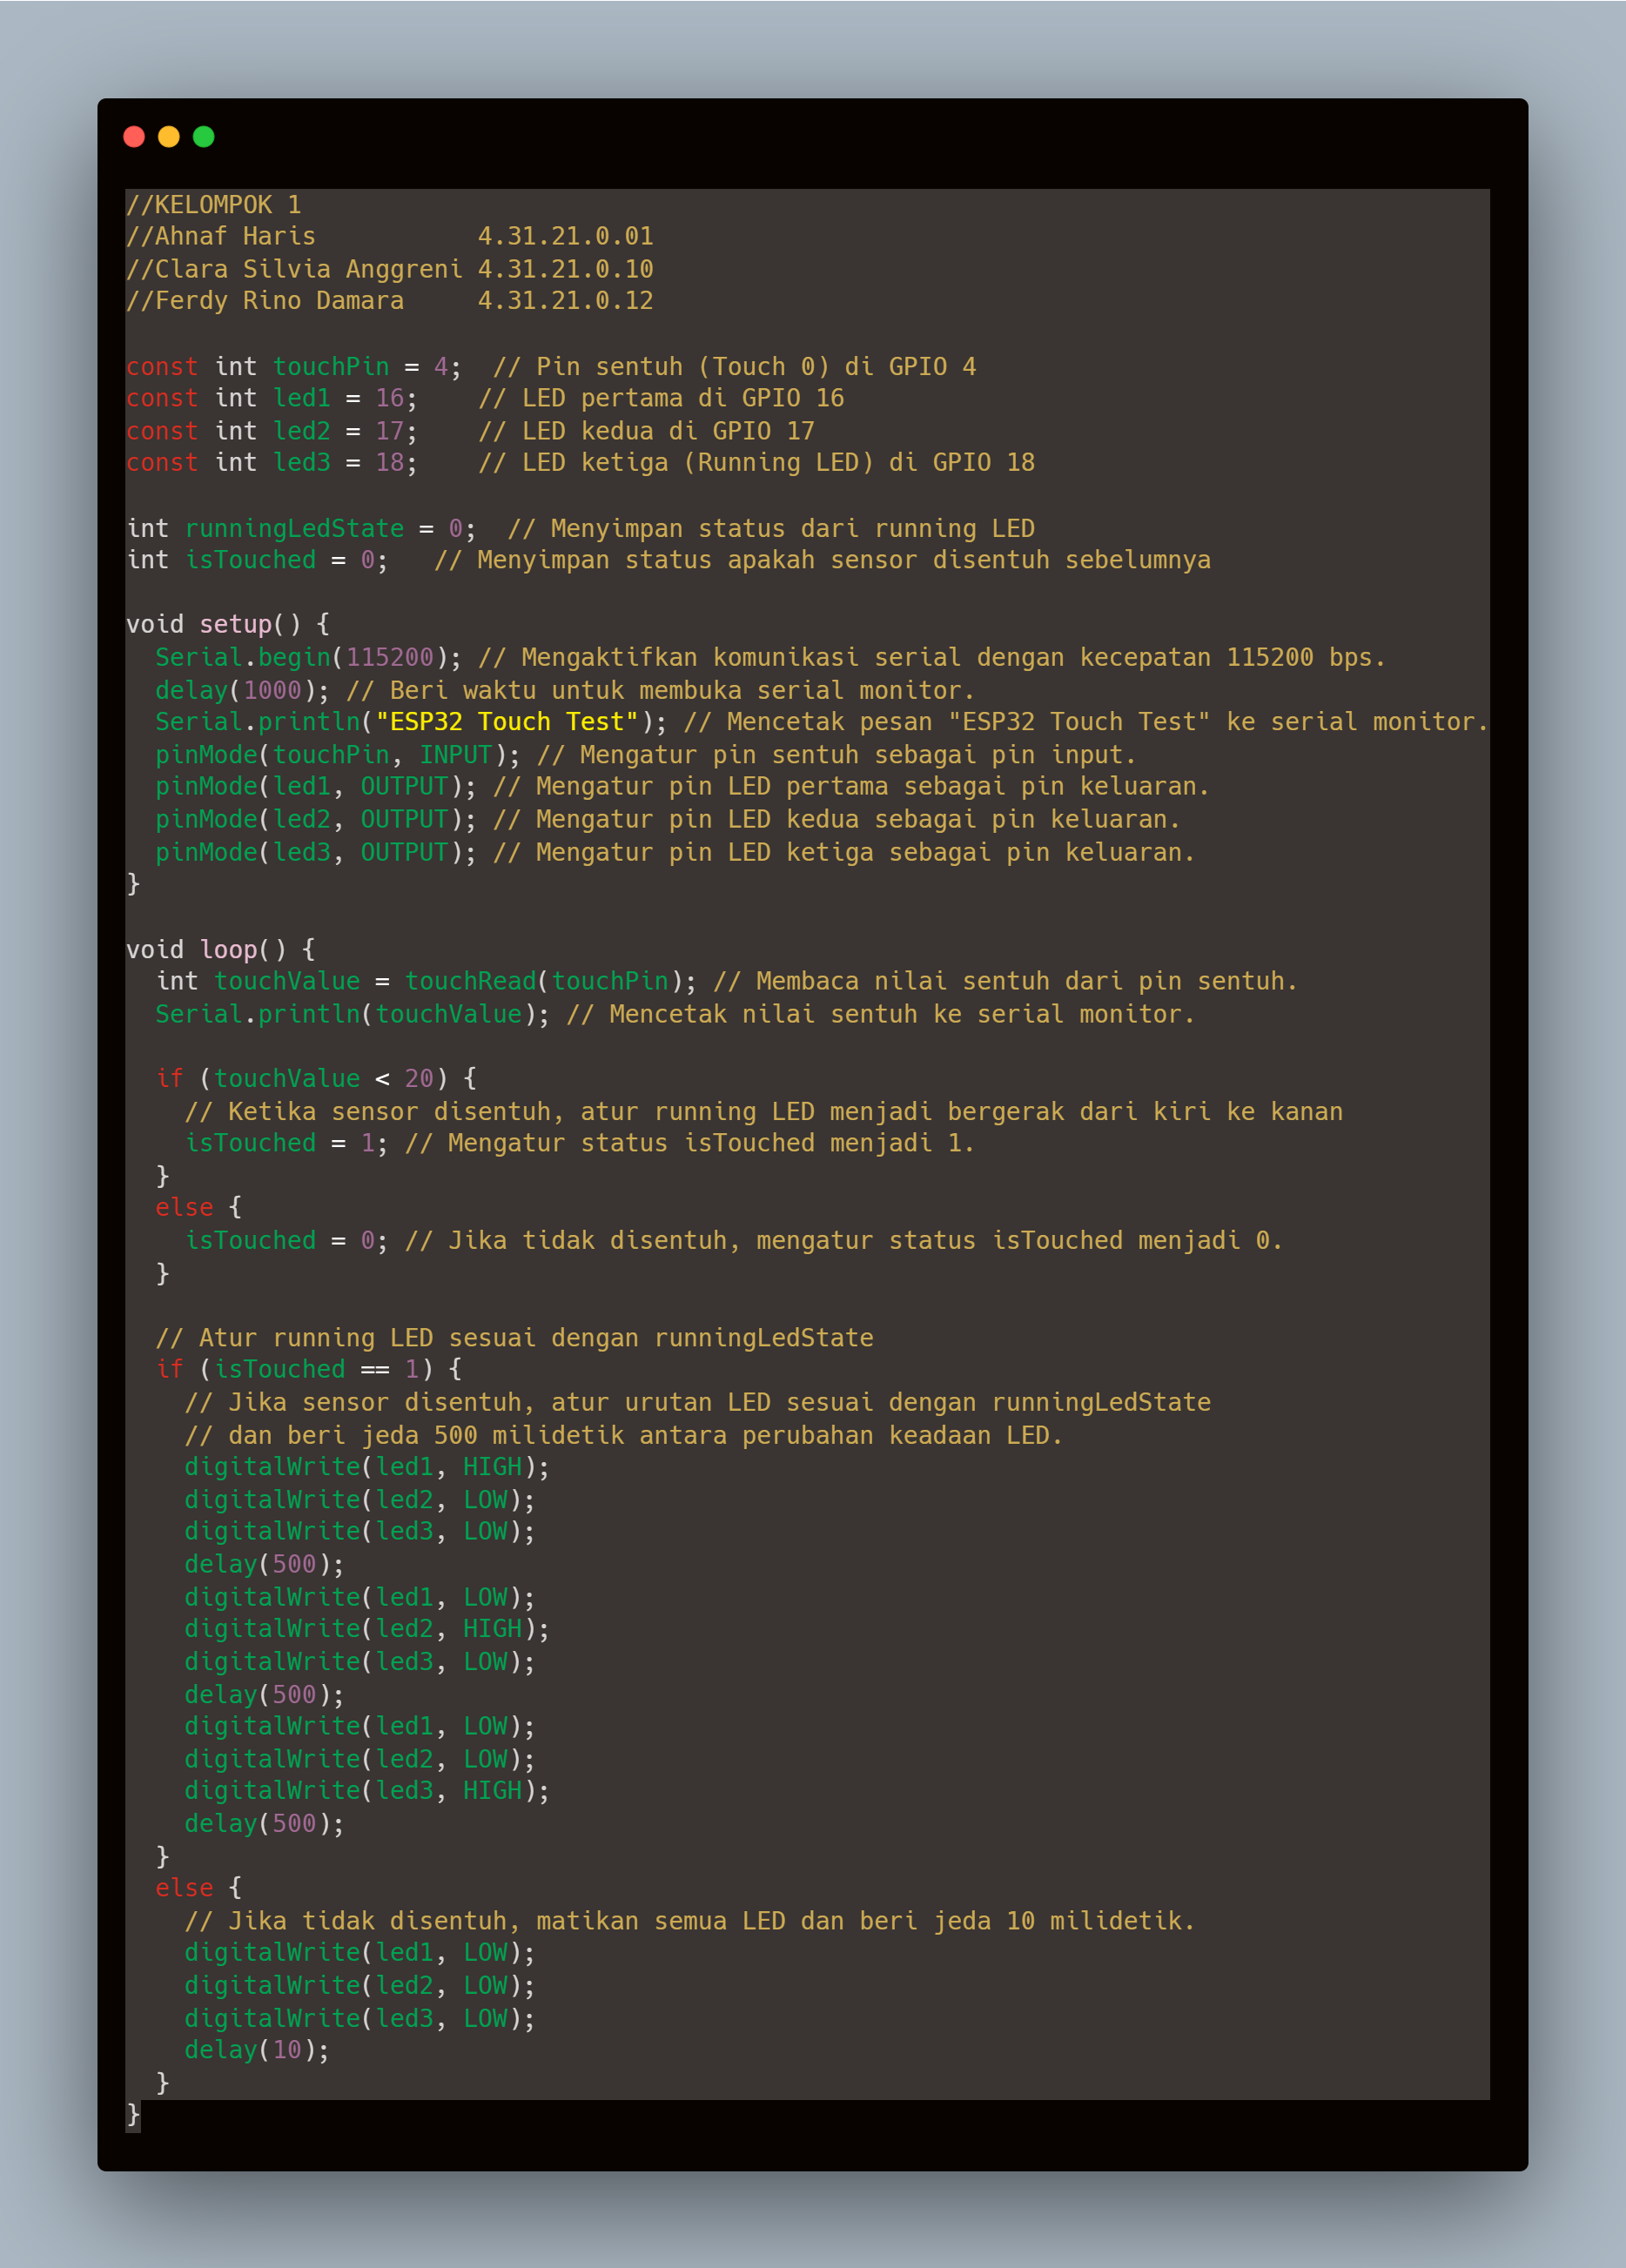 //KELOMPOK 1
//Ahnaf Haris           4.31.21.0.01
//Clara Silvia Anggreni 4.31.21.0.10
//Ferdy Rino Damara     4.31.21.0.12

const int touchPin = 4;  // Pin sentuh (Touch 0) di GPIO 4
const int led1 = 16;    // LED pertama di GPIO 16
const int led2 = 17;    // LED kedua di GPIO 17
const int led3 = 18;    // LED ketiga (Running LED) di GPIO 18

int runningLedState = 0;  // Menyimpan status dari running LED
int isTouched = 0;   // Menyimpan status apakah sensor disentuh sebelumnya

void setup() {
  Serial.begin(115200); // Mengaktifkan komunikasi serial dengan kecepatan 115200 bps.
  delay(1000); // Beri waktu untuk membuka serial monitor.
  Serial.println("ESP32 Touch Test"); // Mencetak pesan "ESP32 Touch Test" ke serial monitor.
  pinMode(touchPin, INPUT); // Mengatur pin sentuh sebagai pin input.
  pinMode(led1, OUTPUT); // Mengatur pin LED pertama sebagai pin keluaran.
  pinMode(led2, OUTPUT); // Mengatur pin LED kedua sebagai pin keluaran.
  pinMode(led3, OUTPUT); // Mengatur pin LED ketiga sebagai pin keluaran.
}

void loop() {
  int touchValue = touchRead(touchPin); // Membaca nilai sentuh dari pin sentuh.
  Serial.println(touchValue); // Mencetak nilai sentuh ke serial monitor.

  if (touchValue < 20) {
    // Ketika sensor disentuh, atur running LED menjadi bergerak dari kiri ke kanan
    isTouched = 1; // Mengatur status isTouched menjadi 1.
  }
  else {
    isTouched = 0; // Jika tidak disentuh, mengatur status isTouched menjadi 0.
  }

  // Atur running LED sesuai dengan runningLedState
  if (isTouched == 1) {
    // Jika sensor disentuh, atur urutan LED sesuai dengan runningLedState
    // dan beri jeda 500 milidetik antara perubahan keadaan LED.
    digitalWrite(led1, HIGH);
    digitalWrite(led2, LOW);
    digitalWrite(led3, LOW);
    delay(500);
    digitalWrite(led1, LOW);
    digitalWrite(led2, HIGH);
    digitalWrite(led3, LOW);
    delay(500);
    digitalWrite(led1, LOW);
    digitalWrite(led2, LOW);
    digitalWrite(led3, HIGH);
    delay(500);
  }
  else {
    // Jika tidak disentuh, matikan semua LED dan beri jeda 10 milidetik.
    digitalWrite(led1, LOW);
    digitalWrite(led2, LOW);
    digitalWrite(led3, LOW);
    delay(10);
  }
}